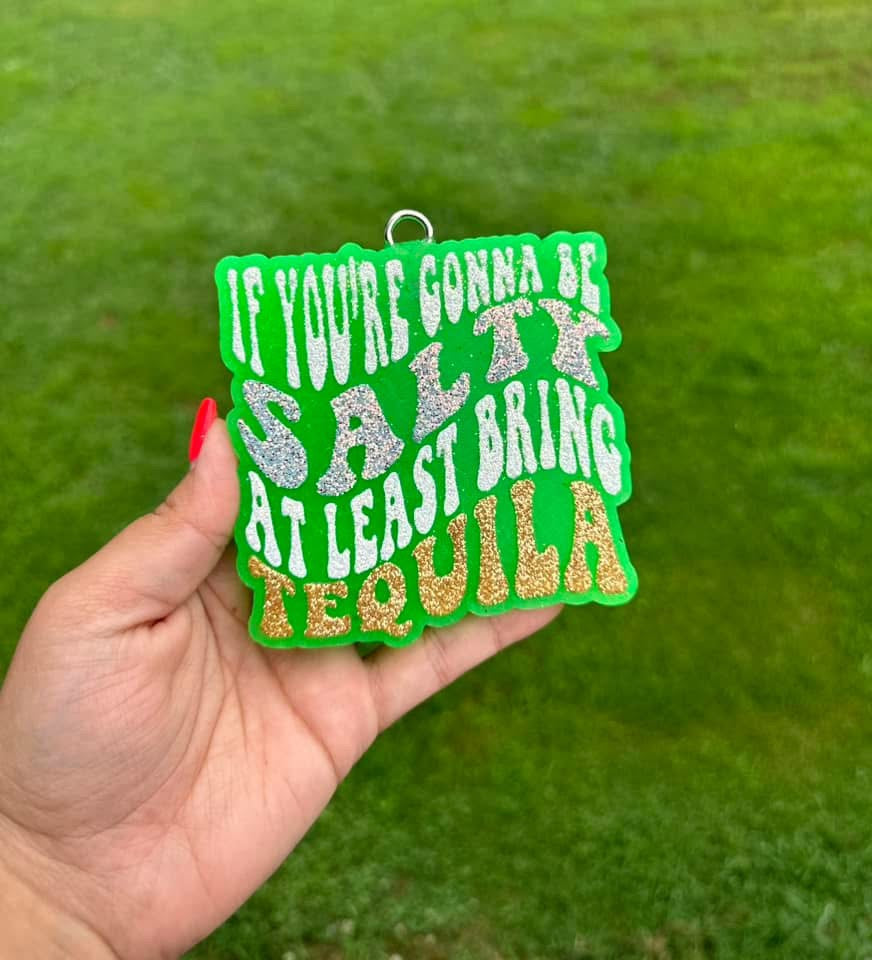 IF YOU'RE GONNA BE
SALTY
AT LEAST BRING
TEQUILA